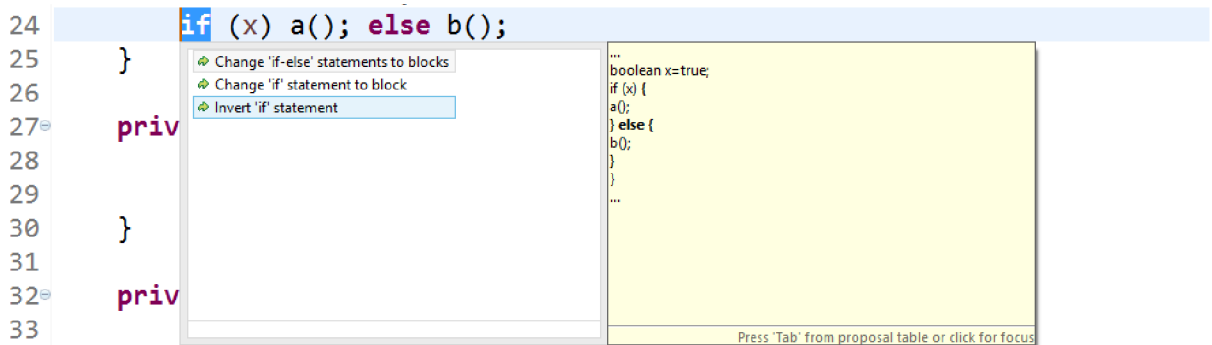 24 if (x) a(); else b();
25 }
26
27 priv
28
29
30 }
31
32 priv
33
Change 'if-else' statements to blocks
Change 'if' statement to block
Invert 'if' statement
...
boolean x=true;
if (x) {
a();
} else {
b();
}
}
...
Press 'Tab' from proposal table or click for focus